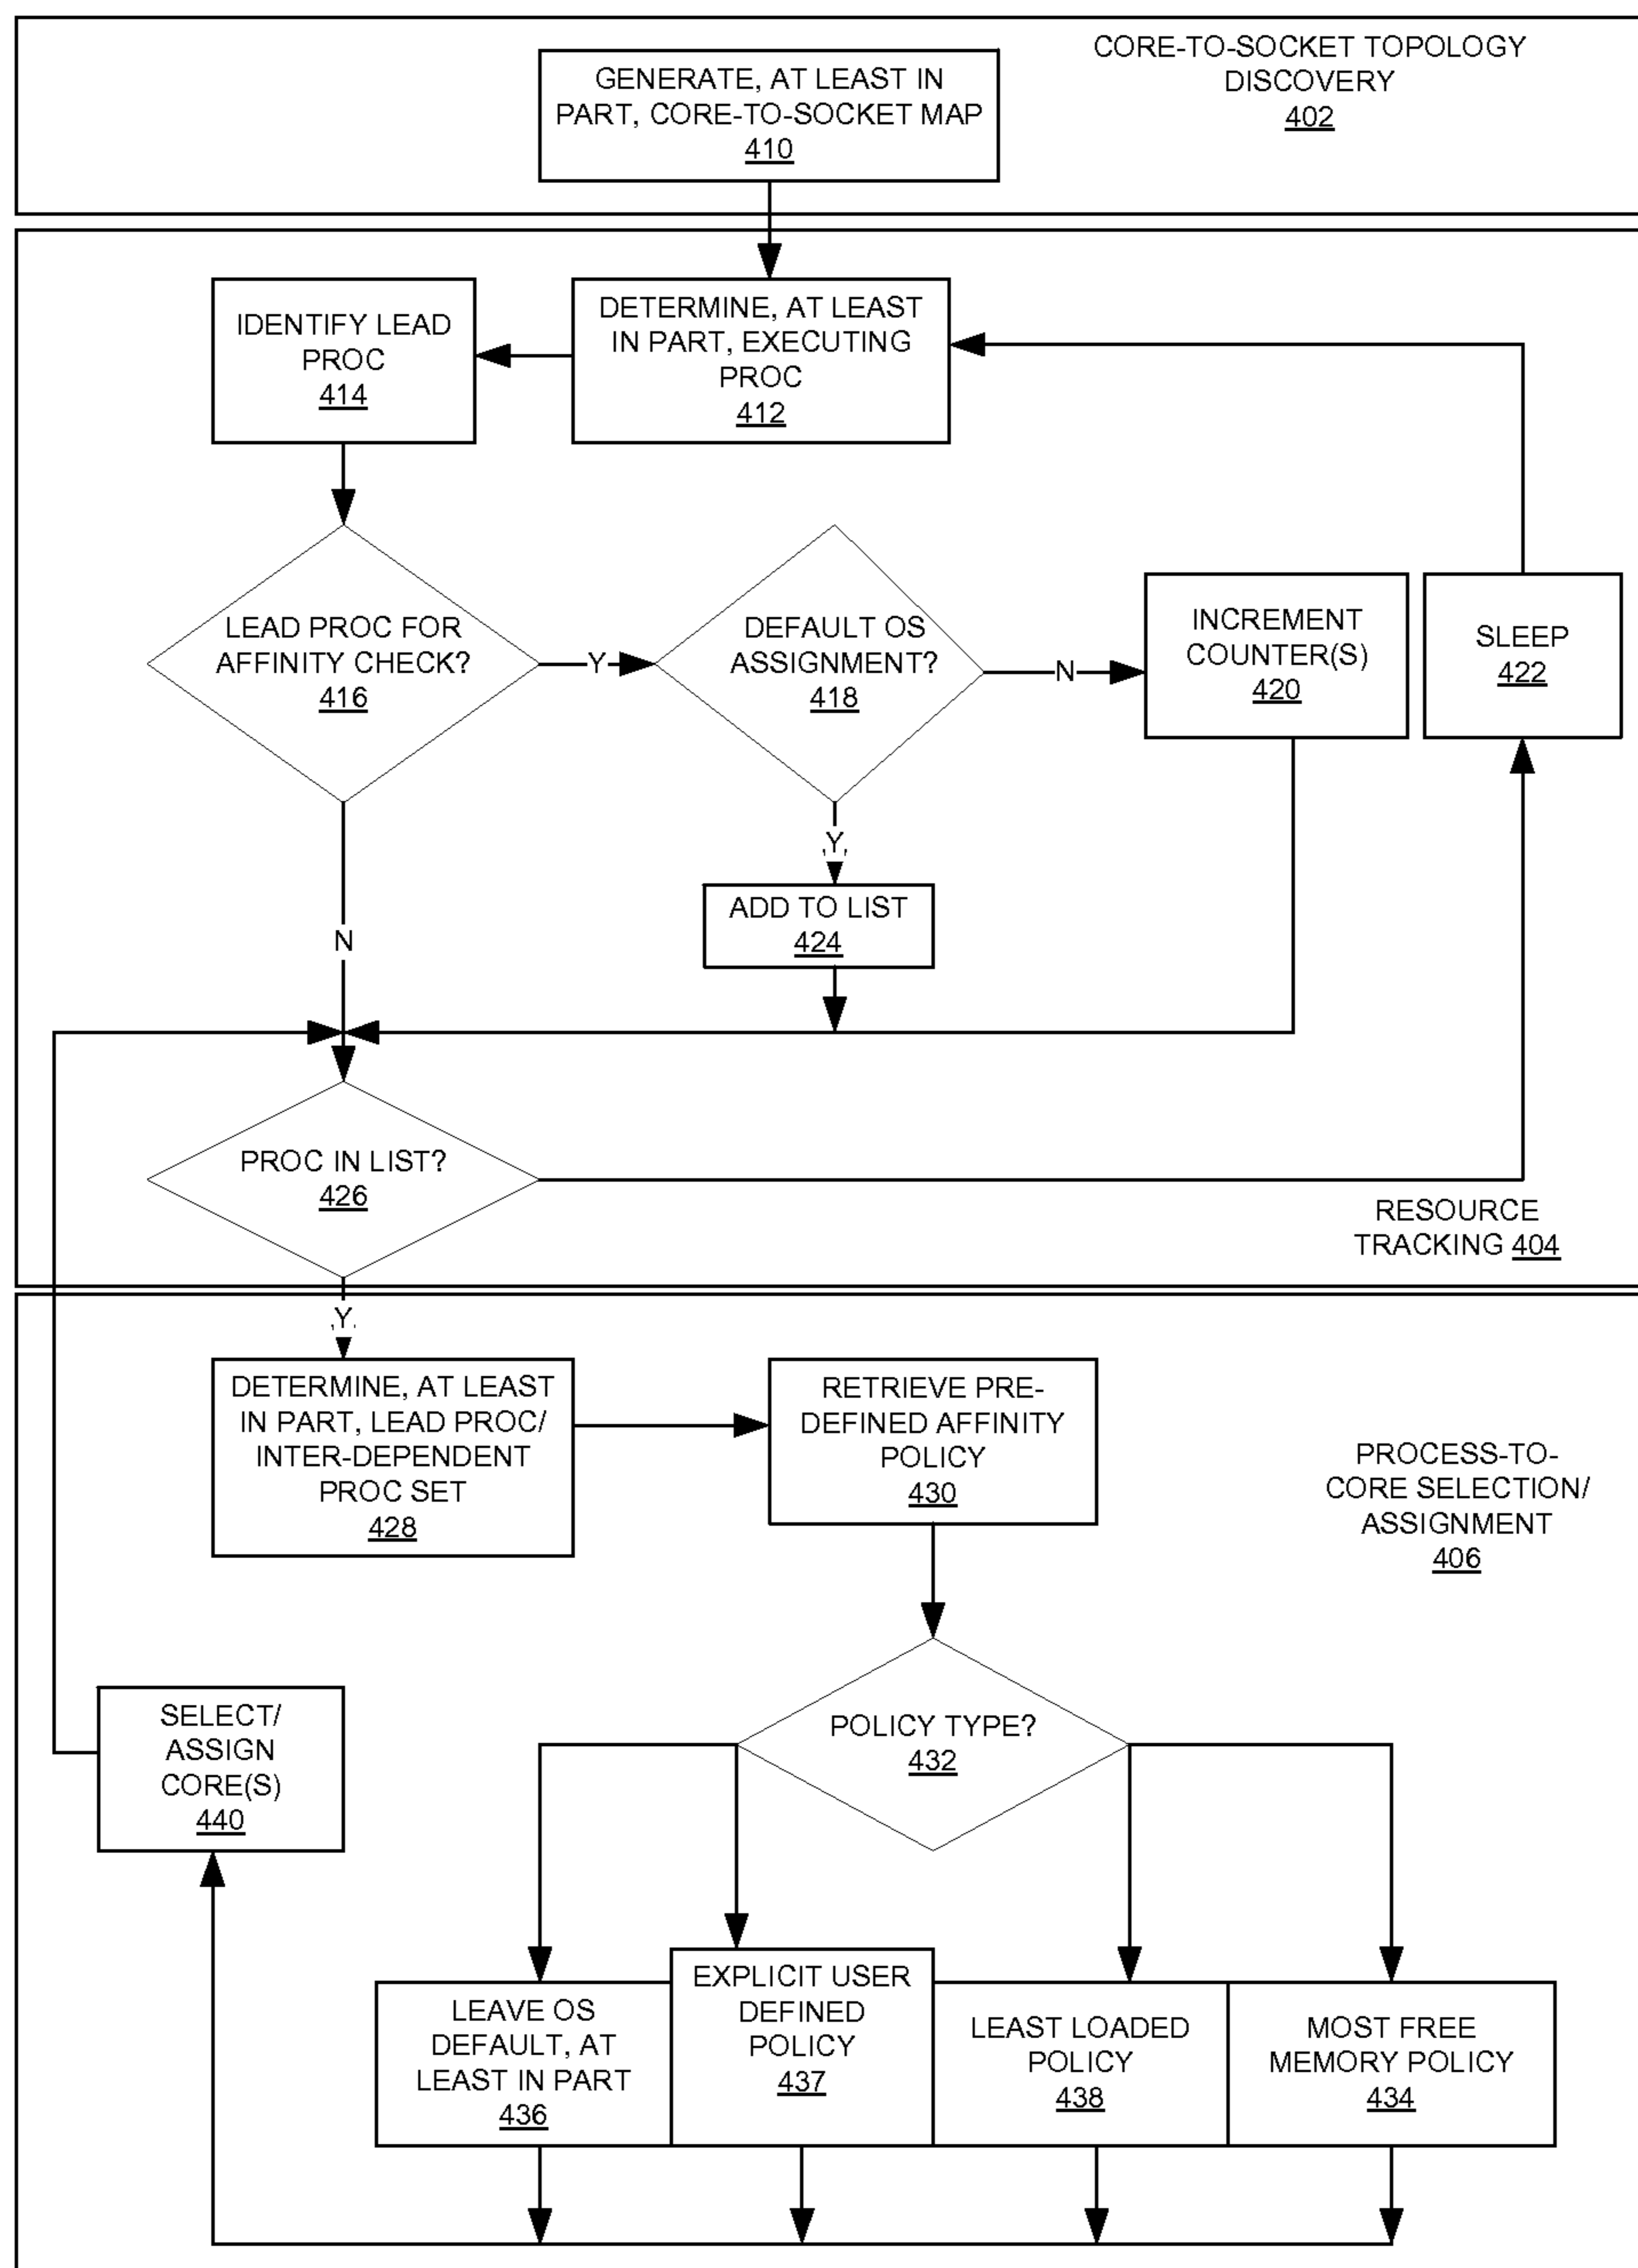 CORE-TO-SOCKET TOPOLOGY
DISCOVERY
402
GENERATE, AT LEAST IN
PART, CORE-TO-SOCKET MAP
410
IDENTIFY LEAD
PROC
414
DETERMINE, AT LEAST
IN PART, EXECUTING
PROC
412
LEAD PROC FOR
AFFINITY CHECK?
416
Y
DEFAULT OS
ASSIGNMENT?
418
N
INCREMENT
COUNTER(S)
420
SLEEP
422
Y
ADD TO LIST
424
N
PROC IN LIST?
426
RESOURCE
TRACKING 404
Y
DETERMINE, AT LEAST
IN PART, LEAD PROC/
INTER-DEPENDENT
PROC SET
428
RETRIEVE PRE-
DEFINED AFFINITY
POLICY
430
PROCESS-TO-
CORE SELECTION/
ASSIGNMENT
406
POLICY TYPE?
432
SELECT/
ASSIGN
CORE(S)
440
LEAVE OS
DEFAULT, AT
LEAST IN PART
436
EXPLICIT USER
DEFINED
POLICY
437
LEAST LOADED
POLICY
438
MOST FREE
MEMORY POLICY
434